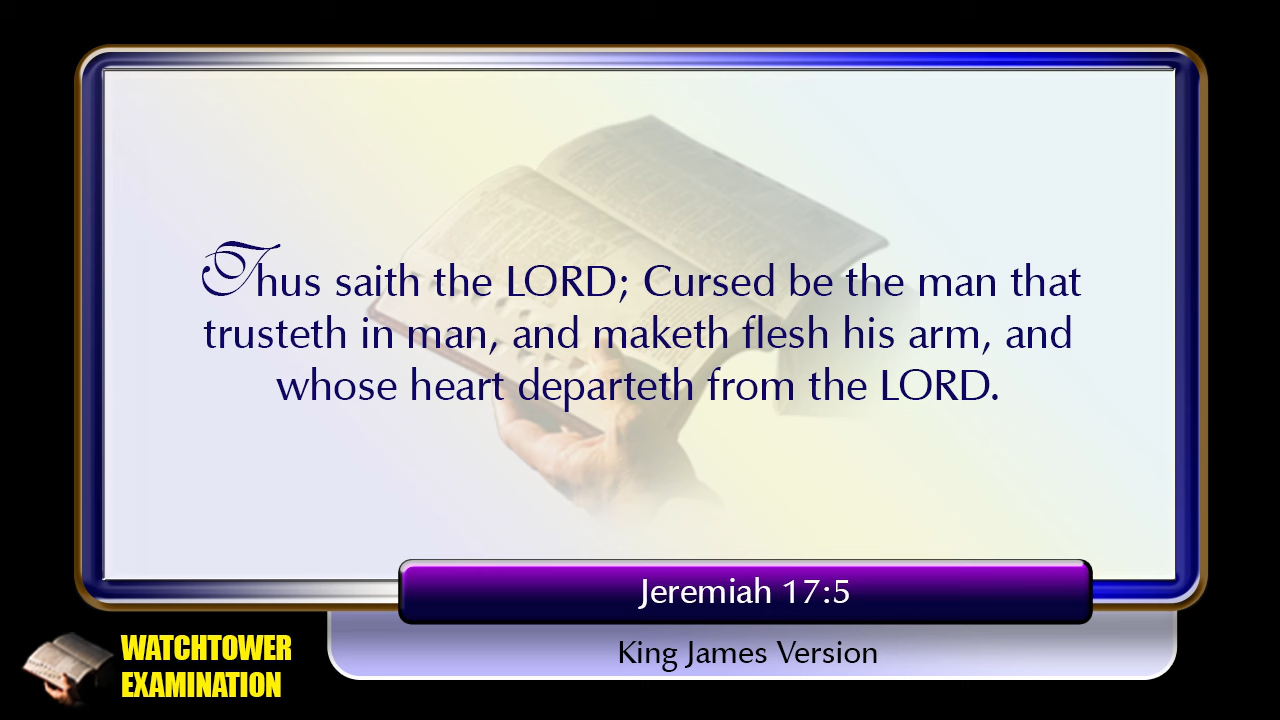 Thus saith the LORD; Cursed be the man that
trusteth in man, and maketh flesh his arm, and
whose heart departeth from the LORD.
Jeremiah 17:5
King James Version
WATCHTOWER
EXAMINATION